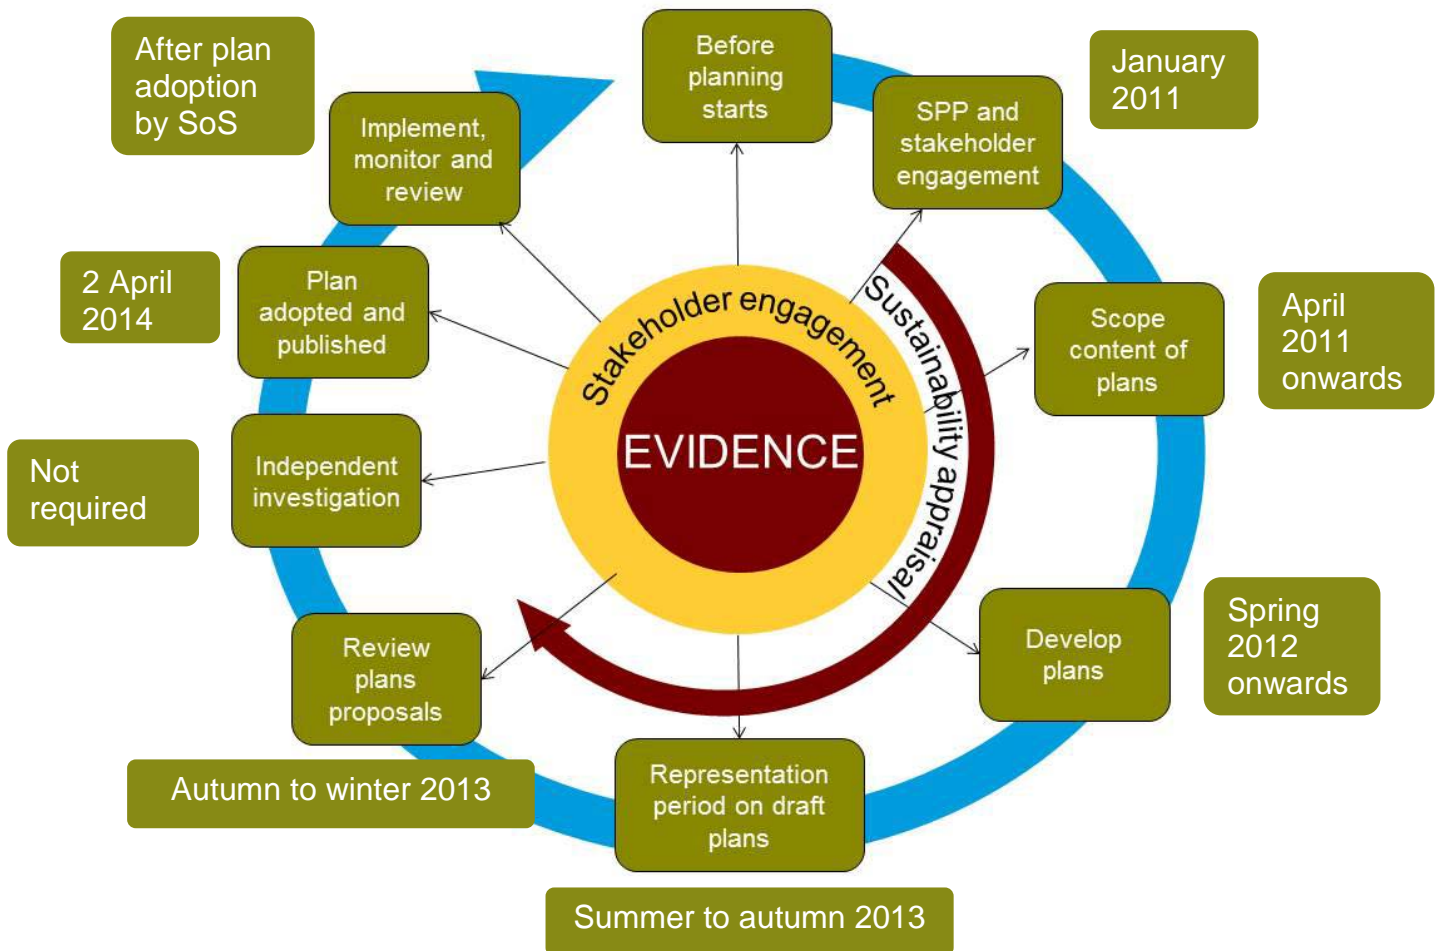 Before
planning
starts
January
2011
SPP and
stakeholder
engagement
April
2011
onwards
Scope
content of
plans
Spring
2012
onwards
Develop
plans
Representation
period on draft
plans
Summer to autumn 2013
Review
plans
proposals
Autumn to winter 2013
Independent
investigation
Not
required
Plan
adopted and
published
2 April
2014
Implement,
monitor and
review
After plan
adoption
by SoS
Stakeholder engagement
Sustainability appraisal
EVIDENCE